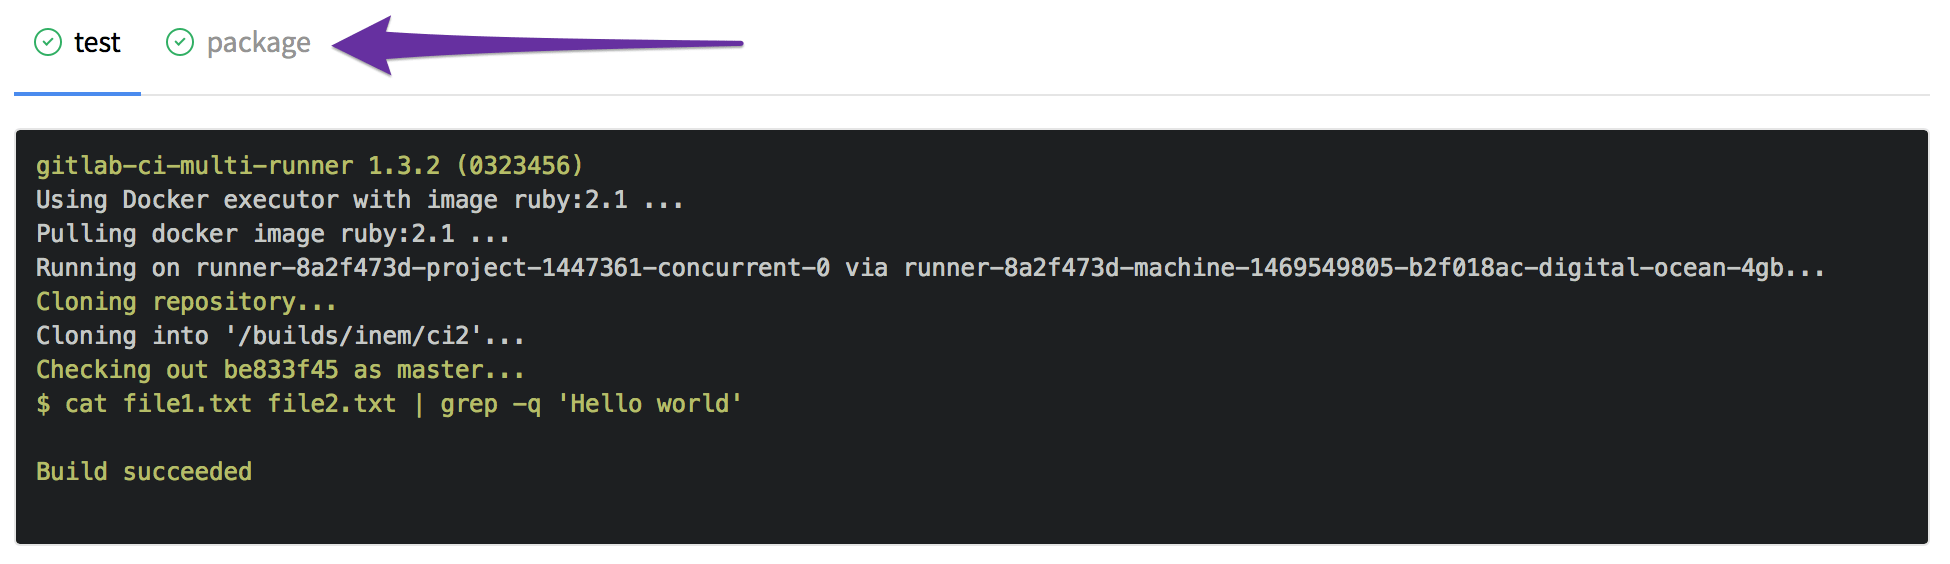 test package
gitlab-ci-multi-runner 1.3.2 (0323456)
Using Docker executor with image ruby:2.1 ...
Pulling docker image ruby:2.1 ...
Running on runner-8a2f473d-project-1447361-concurrent-0 via runner-8a2f473d-machine-1469549805-b2f018ac-digital-ocean-4gb...
Cloning repository...
Cloning into '/builds/inem/ci2'...
Checking out be833f45 as master...
$ cat file1.txt file2.txt | grep -q 'Hello world'
Build succeeded